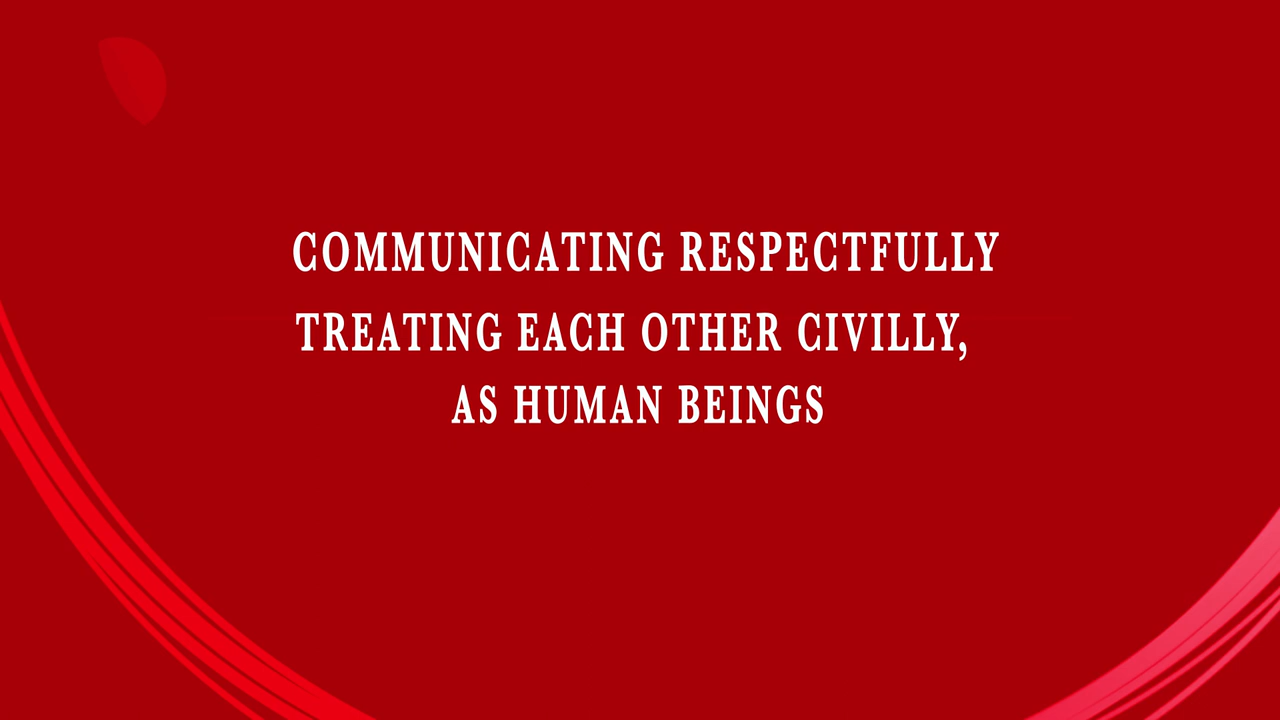 COMMUNICATING RESPECTFULLY
TREATING EACH OTHER CIVILLY,
AS HUMAN BEINGS